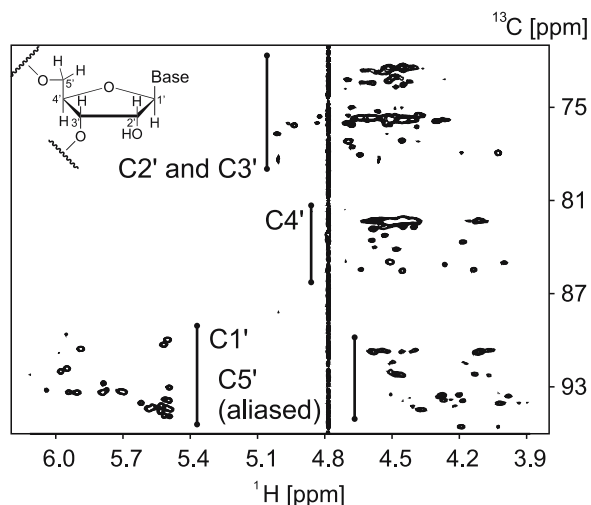 ¹³C [ppm]
Base
O
O
5'
H
H
4'
1'
H
H
3'
H
2'
H
H
O
HO
75
C2' and C3'
81
C4'
87
C1'
C5'
(aliased)
93
6.0 5.7 5.4 5.1 4.8 4.5 4.2 3.9
¹H [ppm]